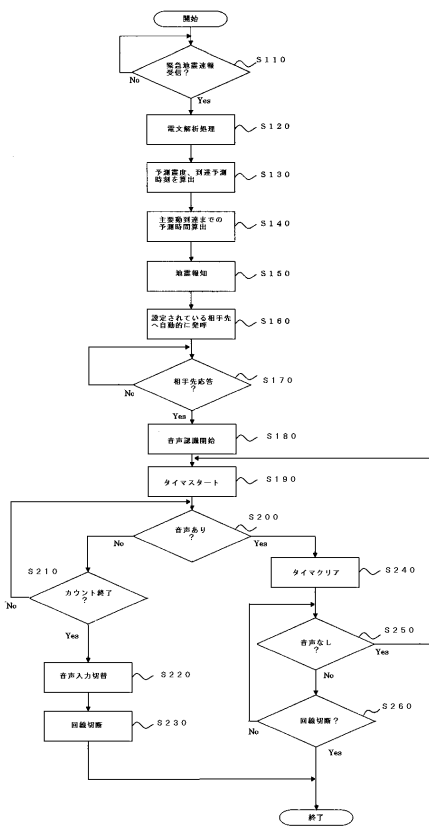 開始
緊急地震速報
受信？
S110
No
Yes
電文解析処理
S120
予測震度、到達予測
時刻を算出
S130
主要動到達までの
予測時間算出
S140
地震報知
S150
設定されている相手先
へ自動的に発呼
S160
相手先応答
？
S170
No
Yes
音声認識開始
S180
タイマスタート
S190
音声あり
？
S200
No
Yes
S210
カウント終了
？
No
Yes
タイマクリア
S240
音声なし
？
S250
Yes
No
音声入力切替
S220
回線切断
S230
回線切断？
S260
No
Yes
終了